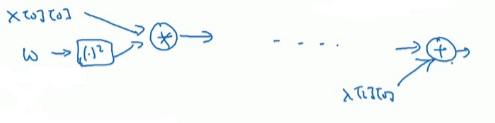 X[0][0]
w → (·)² * → · · · · → + →
X[1][0]